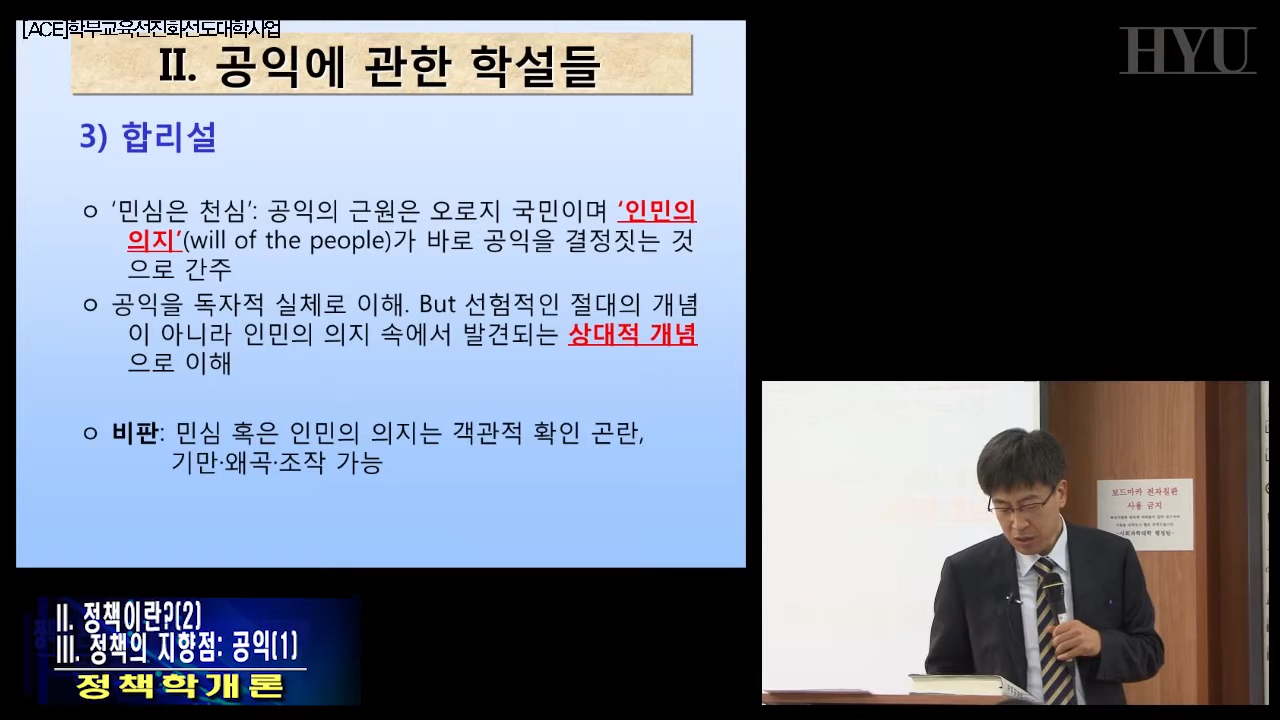 [ACE]학부교육선진화선도대학사업
II. 공익에 관한 학설들
HYU
3) 합리설
○ ‘민심은 천심’: 공익의 근원은 오로지 국민이며 ‘인민의
의지’(will of the people)가 바로 공익을 결정짓는 것
으로 간주
○ 공익을 독자적 실체로 이해. But 선험적인 절대의 개념
이 아니라 인민의 의지 속에서 발견되는 상대적 개념
으로 이해
○ 비판: 민심 혹은 인민의 의지는 객관적 확인 곤란,
기만·왜곡·조작 가능
보드마카 전자칠판
사용 금지
-사회과학대학 행정팀-
II. 정책이란?(2)
III. 정책의 지향점: 공익(1)
정책학개론